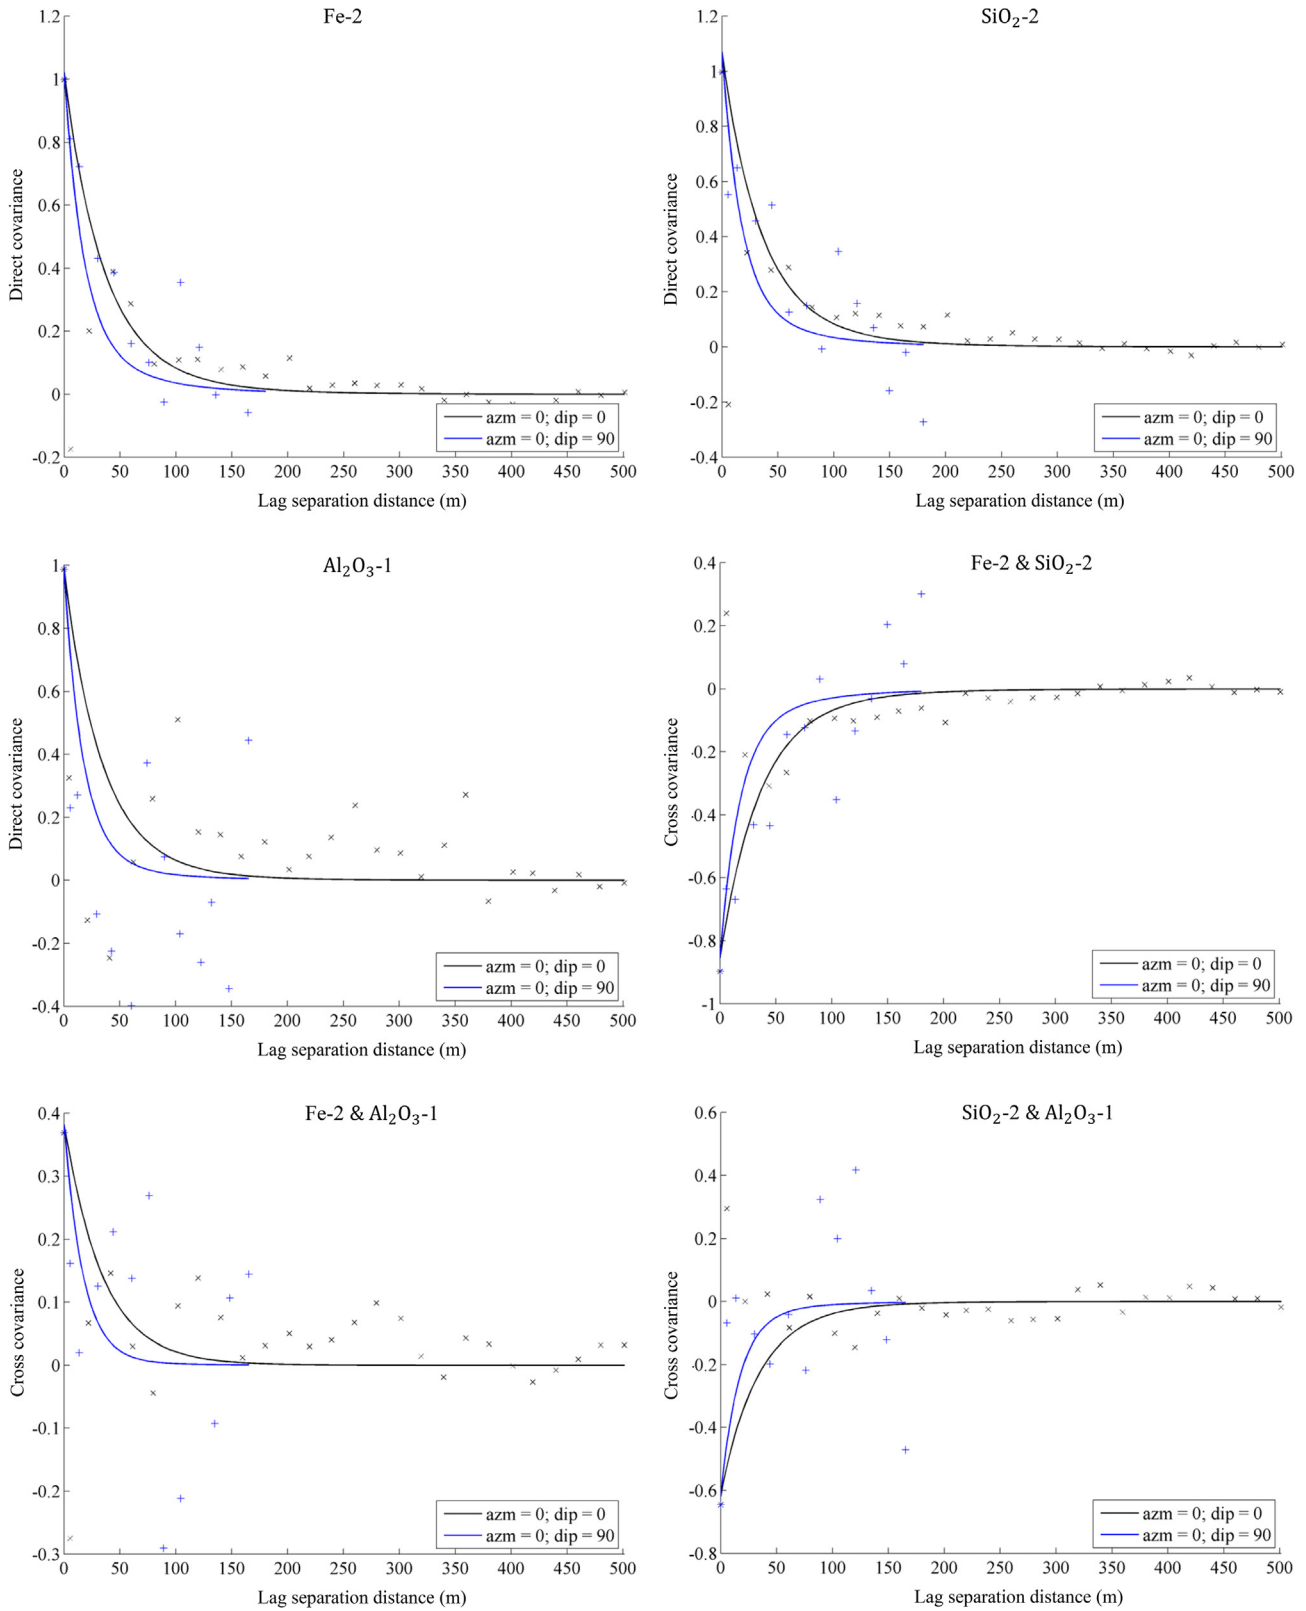 Fe-2
1.2
1
0.8
0.6
0.4
0.2
0
-0.2
Direct covariance
azm = 0; dip = 0
azm = 0; dip = 90
0 50 100 150 200 250 300 350 400 450 500
Lag separation distance (m)
SiO₂-2
1.2
1
0.8
0.6
0.4
0.2
0
-0.2
-0.4
Direct covariance
azm = 0; dip = 0
azm = 0; dip = 90
0 50 100 150 200 250 300 350 400 450 500
Lag separation distance (m)
Al₂O₃-1
1
0.8
0.6
0.4
0.2
0
-0.2
-0.4
Direct covariance
azm = 0; dip = 0
azm = 0; dip = 90
0 50 100 150 200 250 300 350 400 450 500
Lag separation distance (m)
Fe-2 & SiO₂-2
0.4
0.2
0
-0.2
-0.4
-0.6
-0.8
-1
Cross covariance
azm = 0; dip = 0
azm = 0; dip = 90
0 50 100 150 200 250 300 350 400 450 500
Lag separation distance (m)
Fe-2 & Al₂O₃-1
0.4
0.3
0.2
0.1
0
-0.1
-0.2
-0.3
Cross covariance
azm = 0; dip = 0
azm = 0; dip = 90
0 50 100 150 200 250 300 350 400 450 500
Lag separation distance (m)
SiO₂-2 & Al₂O₃-1
0.6
0.4
0.2
0
-0.2
-0.4
-0.6
-0.8
Cross covariance
azm = 0; dip = 0
azm = 0; dip = 90
0 50 100 150 200 250 300 350 400 450 500
Lag separation distance (m)